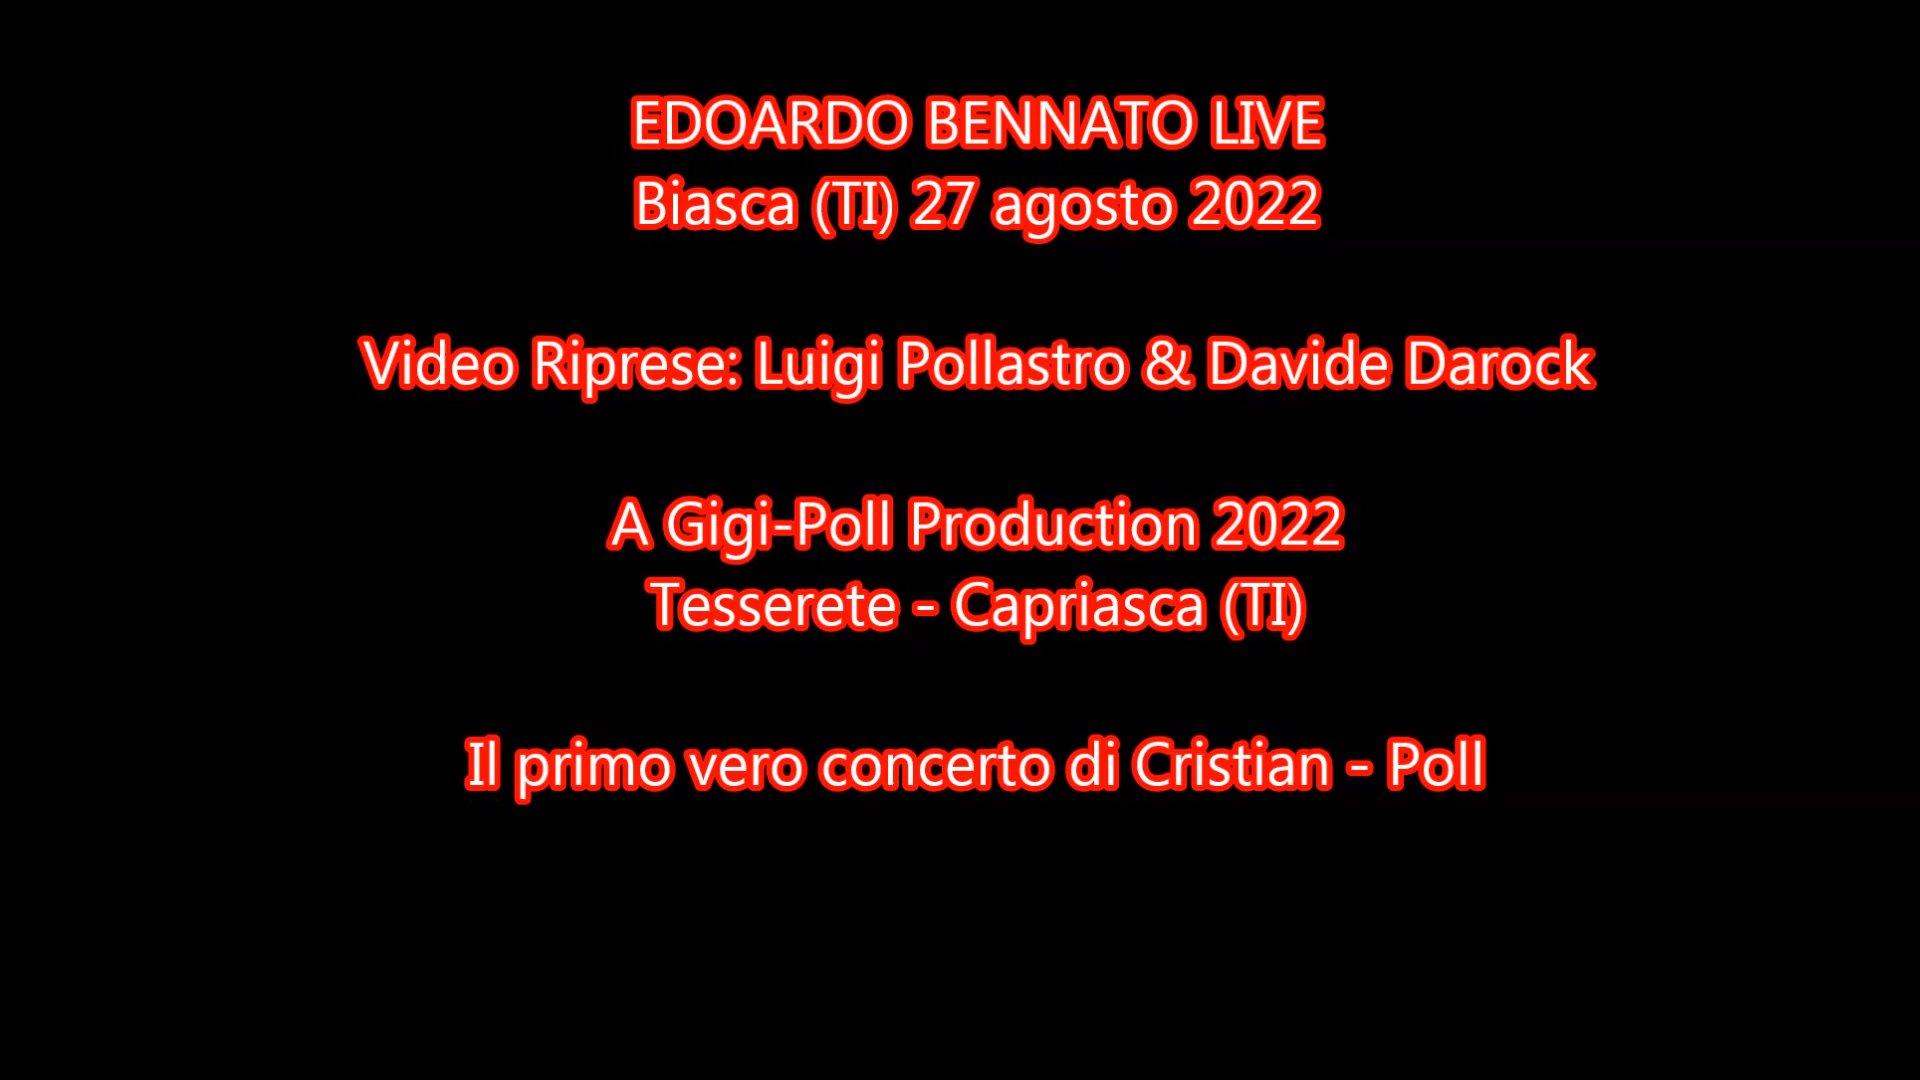 EDOARDO BENNATO LIVE
Biasca (TI) 27 agosto 2022
Video Riprese: Luigi Pollastro & Davide Darock
A Gigi-Poll Production 2022
Tesserete - Capriasca (TI)
Il primo vero concerto di Cristian - Poll